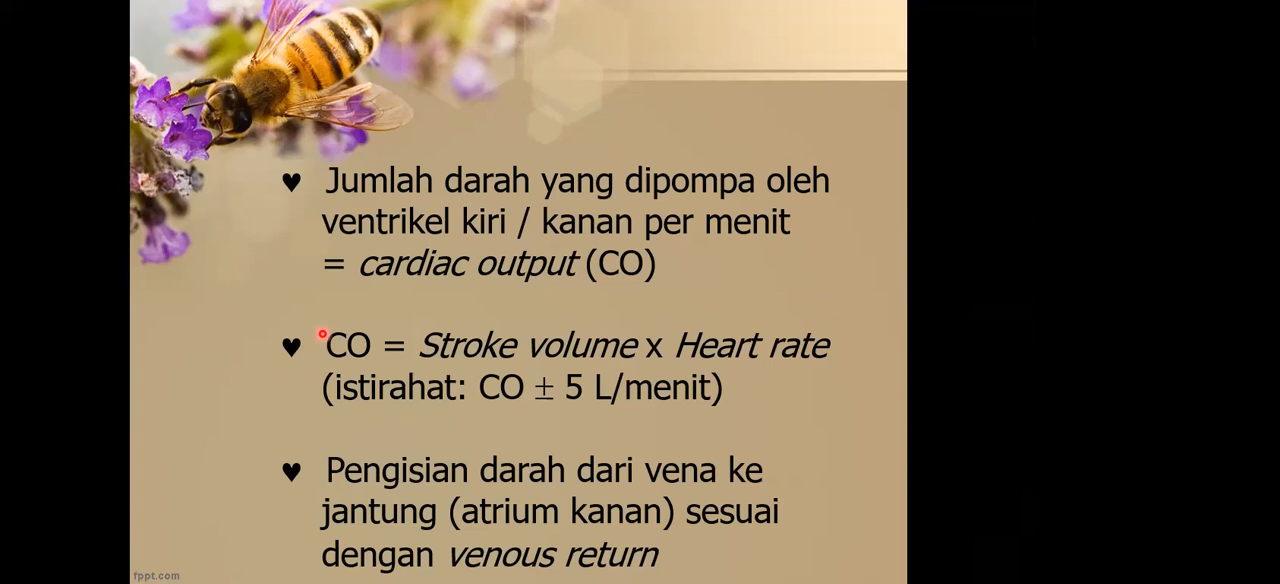 ♥ Jumlah darah yang dipompa oleh
ventrikel kiri / kanan per menit
= cardiac output (CO)
♥ CO = Stroke volume x Heart rate
(istirahat: CO ± 5 L/menit)
♥ Pengisian darah dari vena ke
jantung (atrium kanan) sesuai
dengan venous return
fppt.com